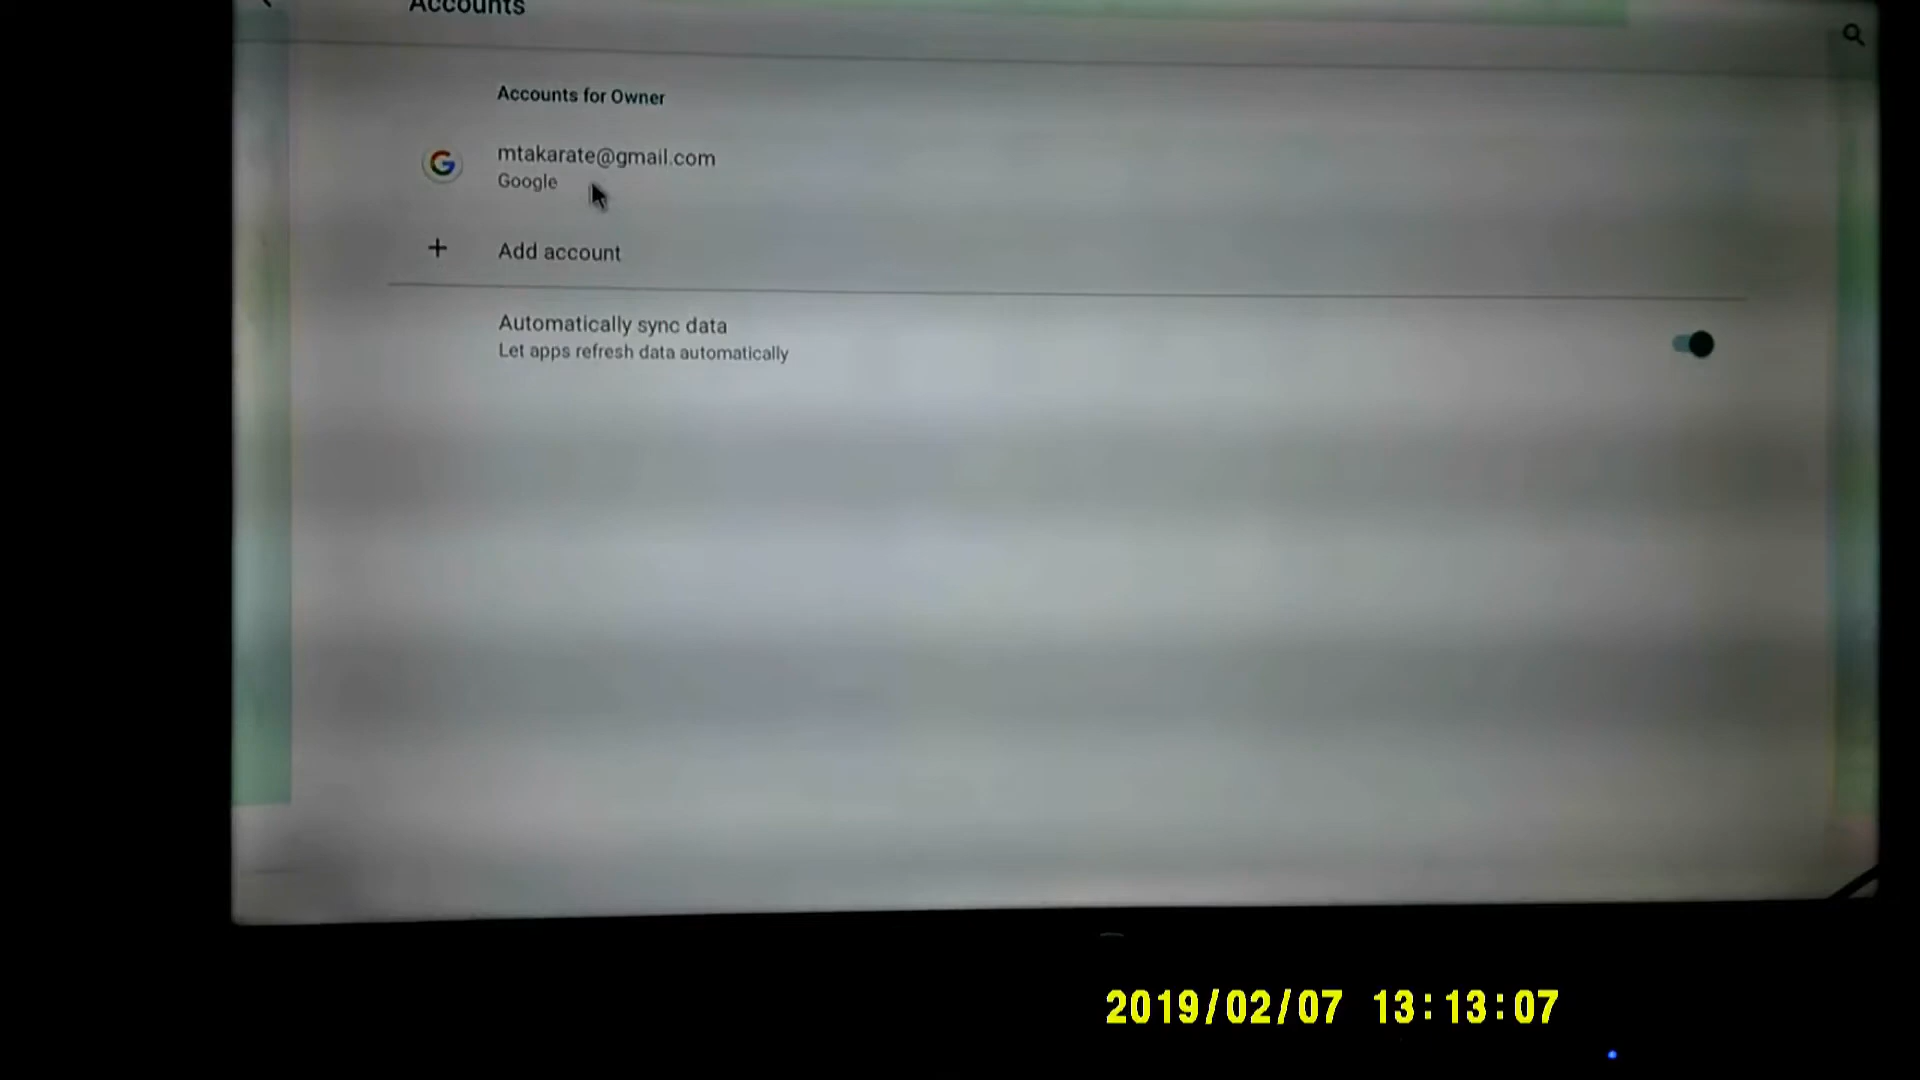 Accounts
Accounts for Owner
mtakarate@gmail.com
Google
Add account
Automatically sync data
Let apps refresh data automatically
2019/02/07 13:13:07